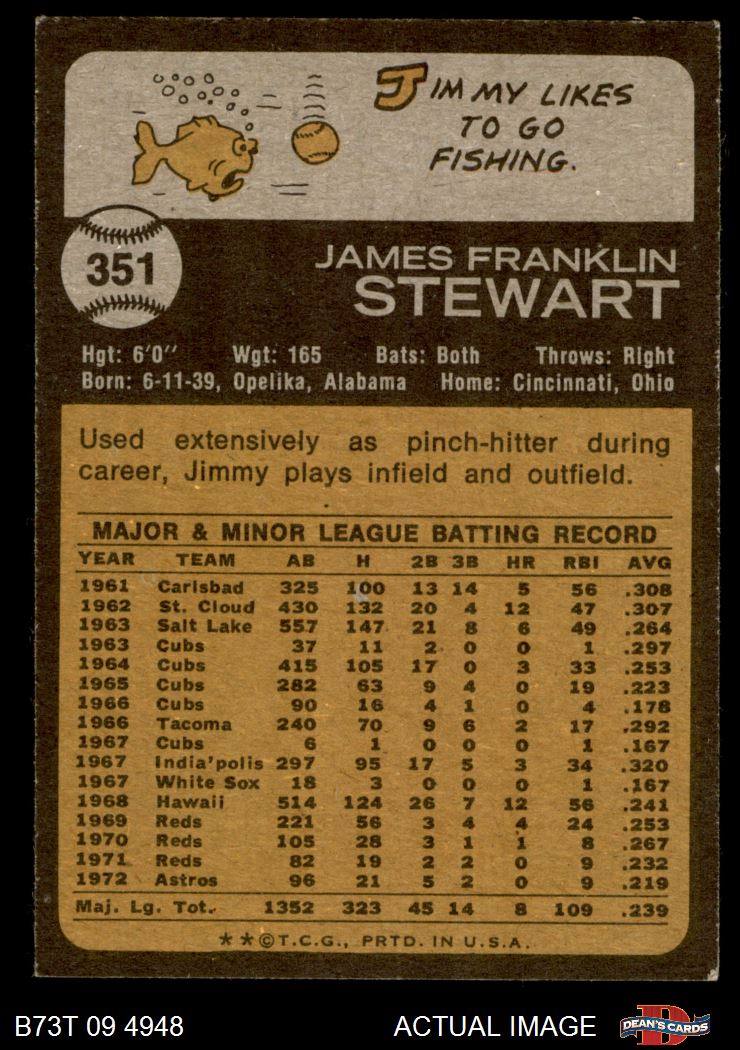 JIMMY LIKES
TO GO
FISHING.
351
JAMES FRANKLIN
STEWART
Hgt: 6'0" Wgt: 165 Bats: Both Throws: Right
Born: 6-11-39, Opelika, Alabama Home: Cincinnati, Ohio
Used extensively as pinch-hitter during
career, Jimmy plays infield and outfield.
MAJOR & MINOR LEAGUE BATTING RECORD
YEAR TEAM AB H 2B 3B HR RBI AVG
1961 Carlsbad 325 100 13 14 5 56 .308
1962 St. Cloud 430 132 20 4 12 47 .307
1963 Salt Lake 557 147 21 8 6 49 .264
1963 Cubs 37 11 2 0 0 1 .297
1964 Cubs 415 105 17 0 3 33 .253
1965 Cubs 282 63 9 4 0 19 .223
1966 Cubs 90 16 4 1 0 4 .178
1966 Tacoma 240 70 9 6 2 17 .292
1967 Cubs 6 1 0 0 0 1 .167
1967 India'polis 297 95 17 5 3 34 .320
1967 White Sox 18 3 0 0 0 1 .167
1968 Hawaii 514 124 26 7 12 56 .241
1969 Reds 221 56 3 4 4 24 .253
1970 Reds 105 28 3 1 1 8 .267
1971 Reds 82 19 2 2 0 9 .232
1972 Astros 96 21 5 2 0 9 .219
Maj. Lg. Tot. 1352 323 45 14 8 109 .239
* * © T.C.G., PRTD. IN U.S.A.
B73T 09 4948 ACTUAL IMAGE D DEAN'S CARDS